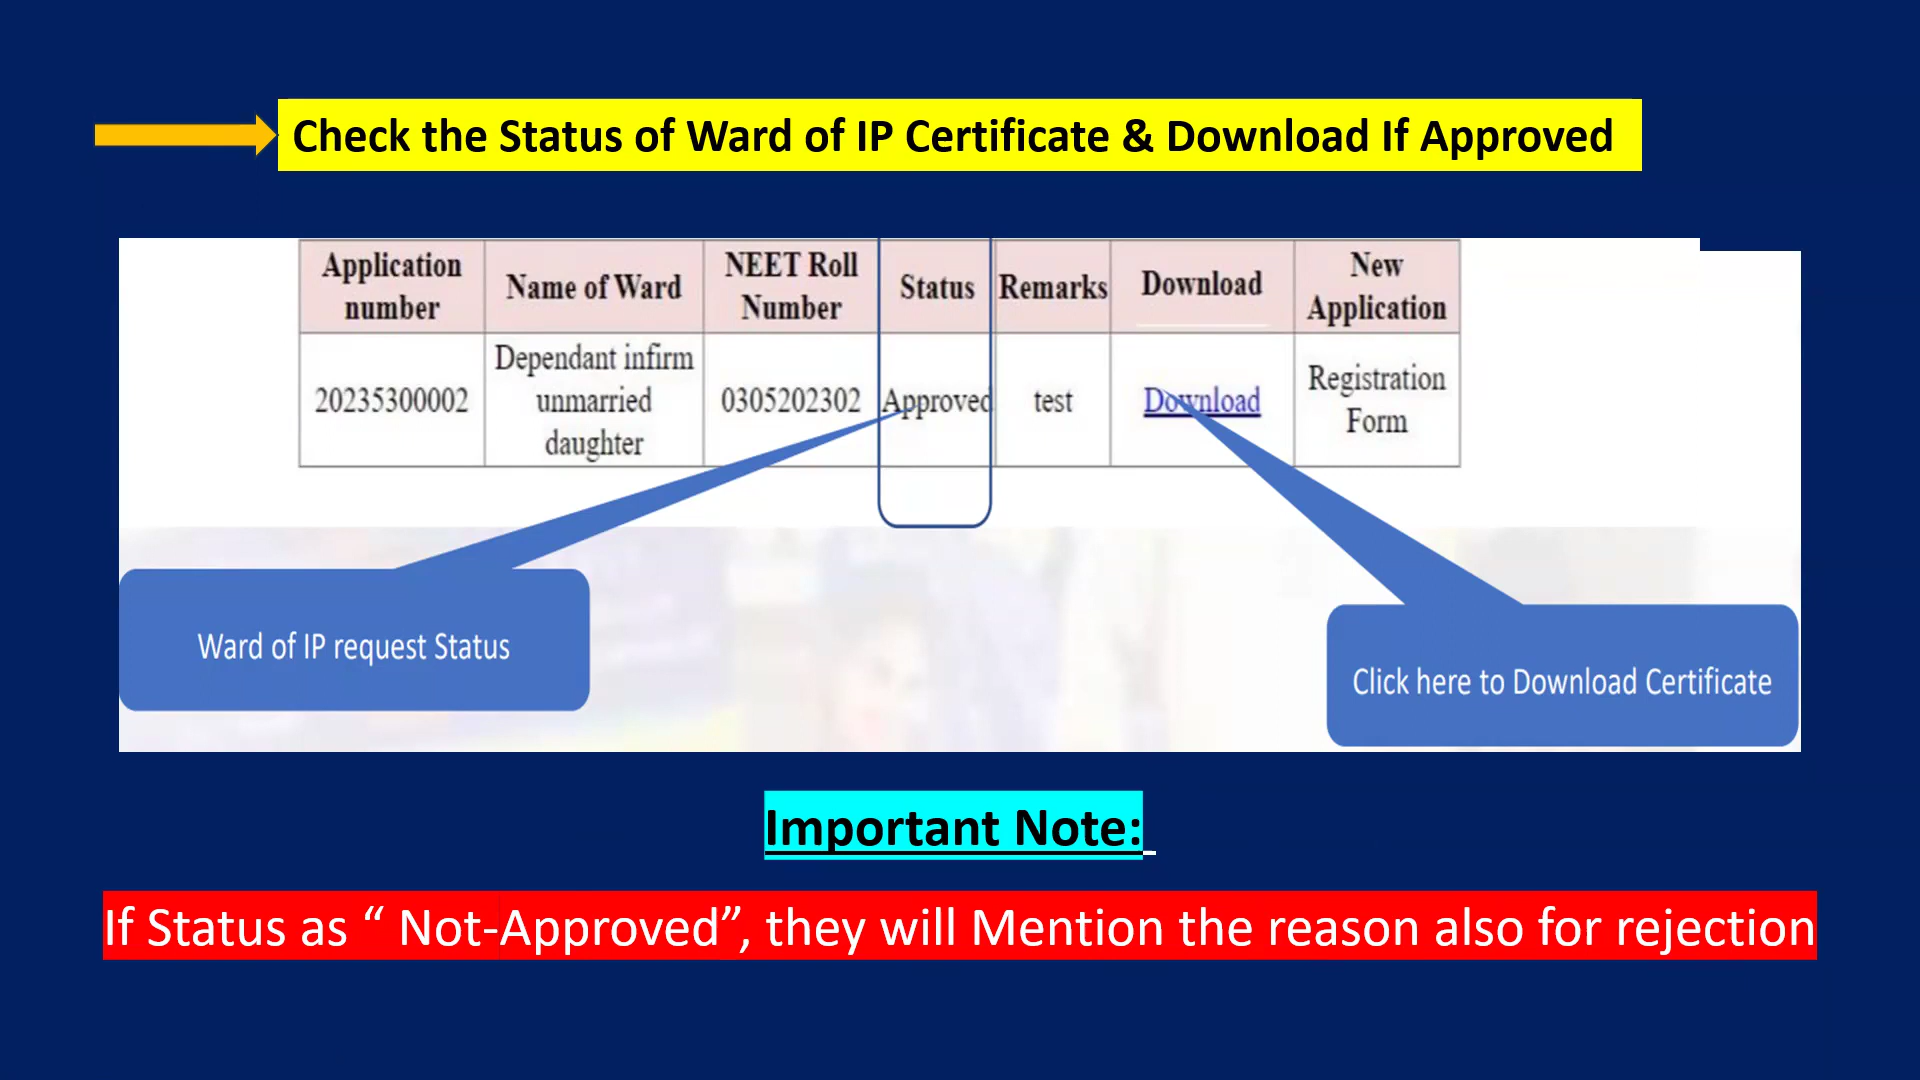 Check the Status of Ward of IP Certificate & Download If Approved
Application number
Name of Ward
NEET Roll Number
Status
Remarks
Download
New Application
20235300002
Dependant infirm unmarried daughter
0305202302
Approved
test
Download
Registration Form
Ward of IP request Status
Click here to Download Certificate
Important Note:
If Status as “ Not-Approved”, they will Mention the reason also for rejection